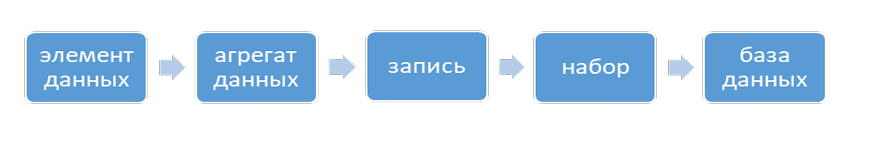 элемент
данных
агрегат
данных
запись
набор
база
данных